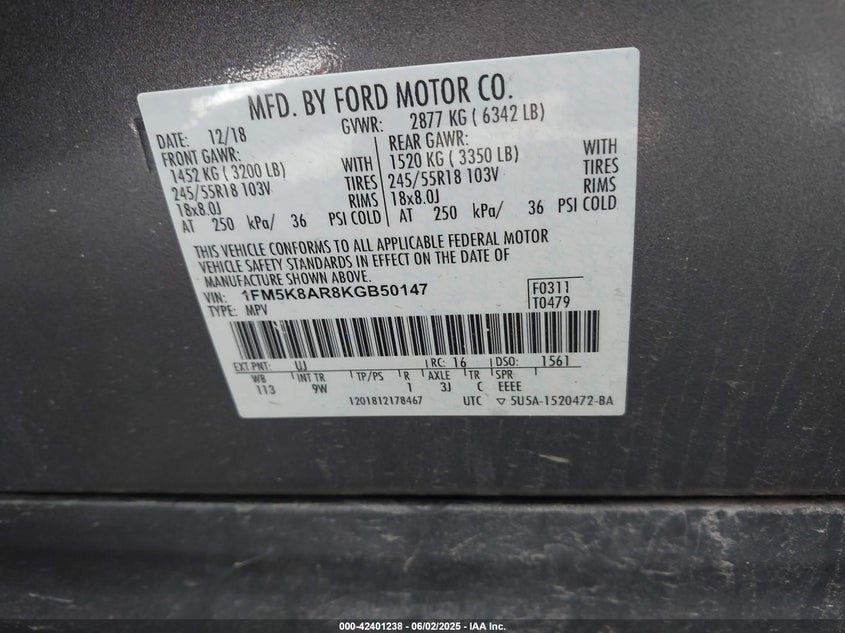 MFD. BY FORD MOTOR CO.
DATE: 12/18 GVWR: 2877 KG ( 6342 LB)
FRONT GAWR: REAR GAWR:
1452 KG ( 3200 LB) WITH 1520 KG ( 3350 LB) WITH
245/55R18 103V TIRES 245/55R18 103V TIRES
18x8.0J RIMS 18x8.0J RIMS
AT 250 kPa/ 36 PSI COLD AT 250 kPa/ 36 PSI COLD
THIS VEHICLE CONFORMS TO ALL APPLICABLE FEDERAL MOTOR
VEHICLE SAFETY STANDARDS IN EFFECT ON THE DATE OF
MANUFACTURE SHOWN ABOVE.
VIN: 1FM5K8AR8KGB50147 F0311
TYPE: MPV T0479
EXT PNT: UJ RC: 16 DSO: 1561
WB INT TR TP/PS R AXLE TR SPR
113 9W 1 3J C EEEE
1201812178467 UTC ▽ 5U5A-1520472-BA
000-42401238 - 06/02/2025 - IAA Inc.